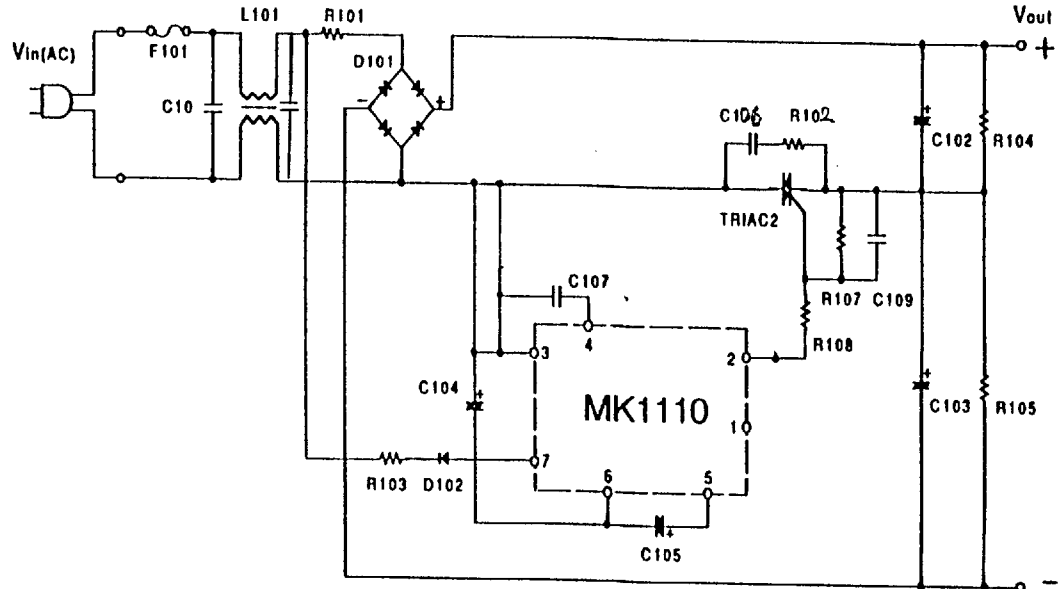 L101
R101
Vout
Vin(AC)
F101
D101
+
-
+
C10
C106
R102
+
C102
R104
TRIAC2
C107
R107
C109
4
3
2
R108
C104
+
MK1110
+
C103
R105
1
7
R103
D102
6
5
+
C105
-